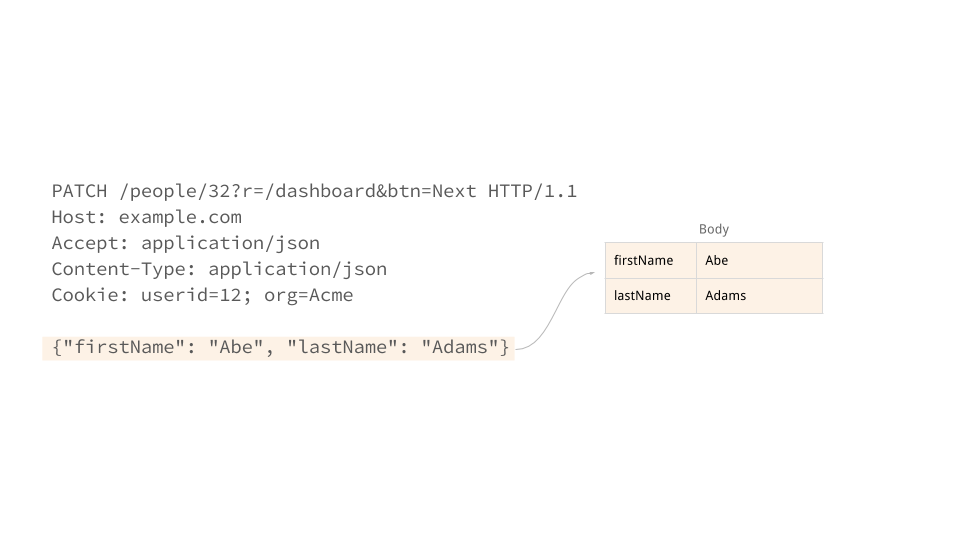 PATCH /people/32?r=/dashboard&btn=Next HTTP/1.1
Host: example.com
Accept: application/json
Content-Type: application/json
Cookie: userid=12; org=Acme
{"firstName": "Abe", "lastName": "Adams"}
Body
firstName Abe
lastName Adams